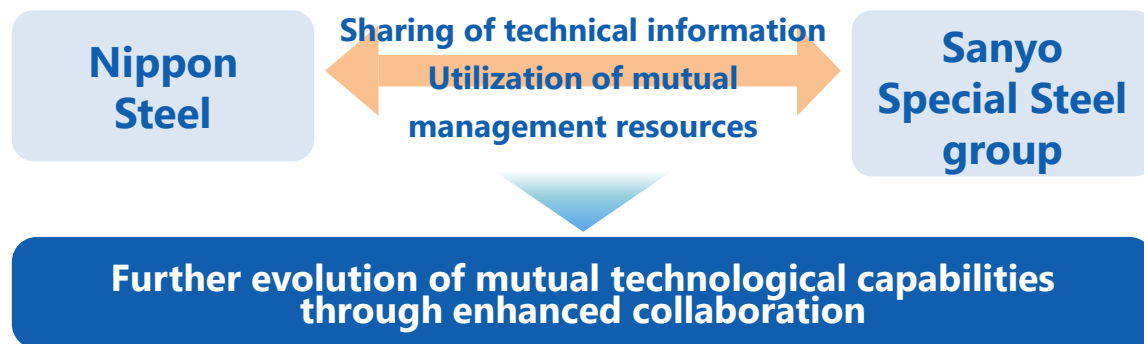 Nippon
Steel
Sharing of technical information
Utilization of mutual
management resources
Sanyo
Special Steel
group
Further evolution of mutual technological capabilities
through enhanced collaboration